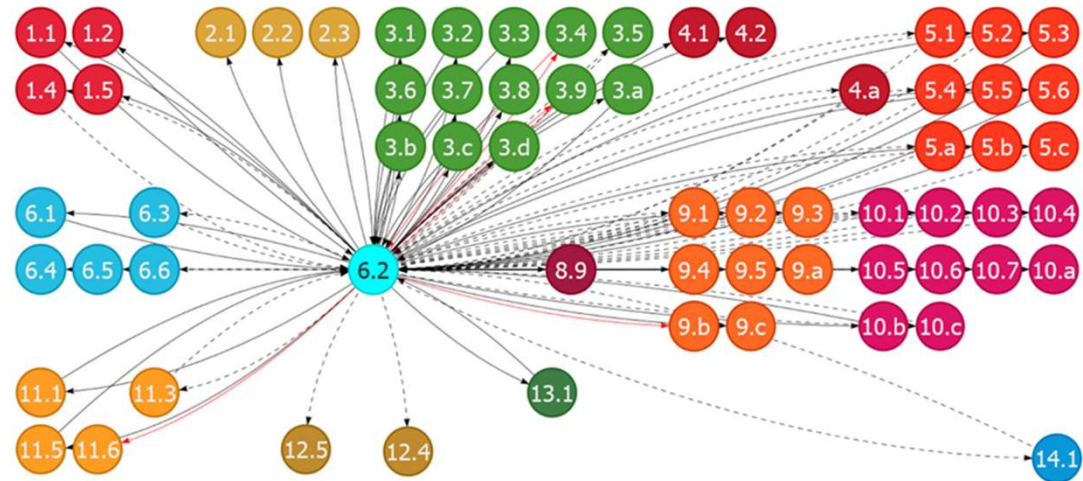 1.1 1.2 2.1 2.2 2.3 3.1 3.2 3.3 3.4 3.5 4.1 4.2 5.1 5.2 5.3
1.4 1.5 3.6 3.7 3.8 3.9 3.a 4.a 5.4 5.5 5.6
3.b 3.c 3.d 5.a 5.b 5.c
6.1 6.3 9.1 9.2 9.3 10.1 10.2 10.3 10.4
6.4 6.5 6.6 6.2 8.9 9.4 9.5 9.a 10.5 10.6 10.7 10.a
9.b 9.c 10.b 10.c
11.1 11.3 13.1
11.5 11.6 12.5 12.4 14.1